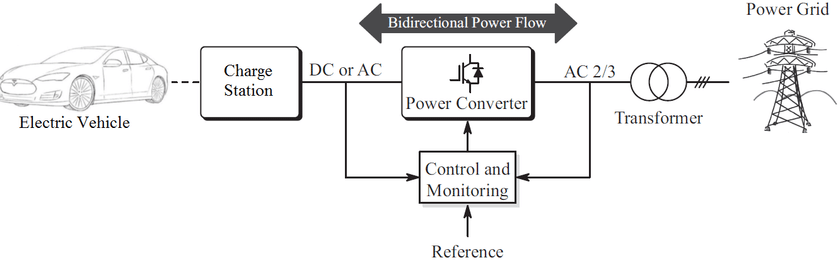 Power Grid
Bidirectional Power Flow
Charge
Station
DC or AC
AC 2/3
Power Converter
Electric Vehicle
Transformer
Control and
Monitoring
Reference